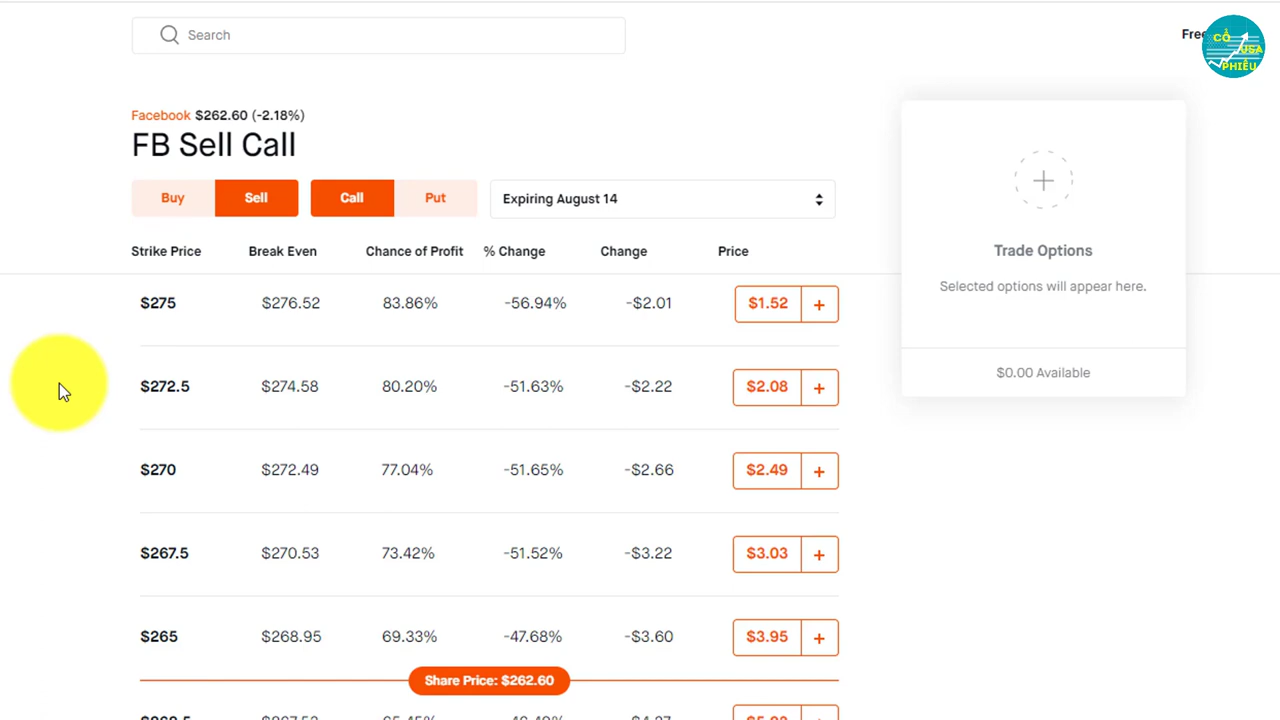 Search
Free
CỔ
USA
PHIẾU
Facebook $262.60 (-2.18%)
FB Sell Call
Buy Sell Call Put Expiring August 14
Strike Price Break Even Chance of Profit % Change Change Price
$275 $276.52 83.86% -56.94% -$2.01 $1.52 +
$272.5 $274.58 80.20% -51.63% -$2.22 $2.08 +
$270 $272.49 77.04% -51.65% -$2.66 $2.49 +
$267.5 $270.53 73.42% -51.52% -$3.22 $3.03 +
$265 $268.95 69.33% -47.68% -$3.60 $3.95 +
Share Price: $262.60
Trade Options
Selected options will appear here.
$0.00 Available